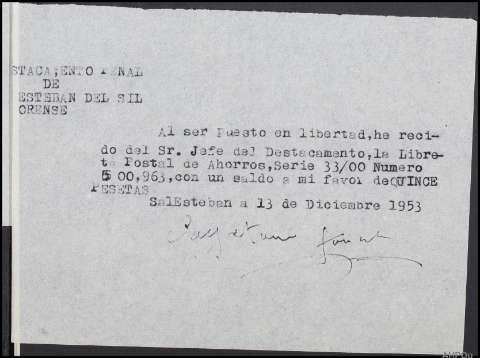 STACA;ENTO PENAL
DE
ESTEBAN DEL SIL
ORENSE
Al ser puesto en libertad,he reci-
do del Sr. Jefe del Destacamento,la Libre-
ta Postal de Ahorros,Serie 33/00 Numero
500,963,con un saldo a mi favor deQUINCE
PESETAS
SalEsteban a 13 de Diciembre 1953